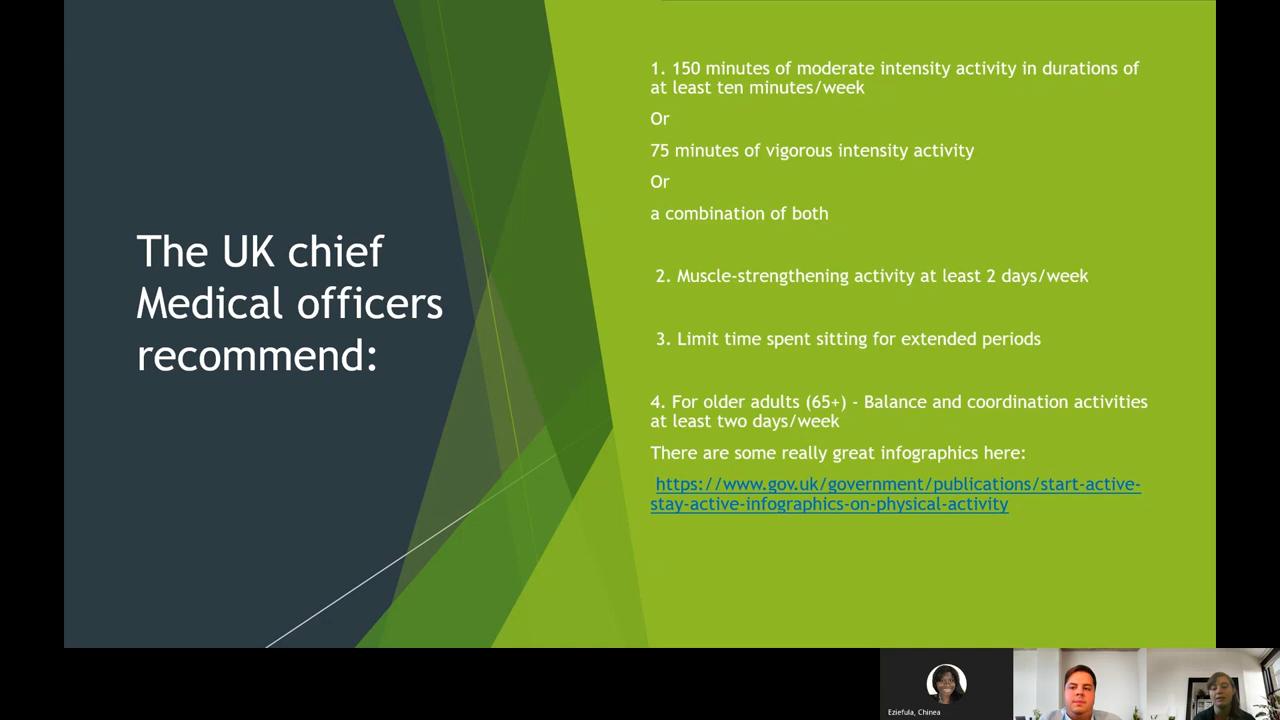 The UK chief
Medical officers
recommend:
1. 150 minutes of moderate intensity activity in durations of
at least ten minutes/week
Or
75 minutes of vigorous intensity activity
Or
a combination of both
2. Muscle-strengthening activity at least 2 days/week
3. Limit time spent sitting for extended periods
4. For older adults (65+) - Balance and coordination activities
at least two days/week
There are some really great infographics here:
https://www.gov.uk/government/publications/start-active-
stay-active-infographics-on-physical-activity
Eziefula, Chinea